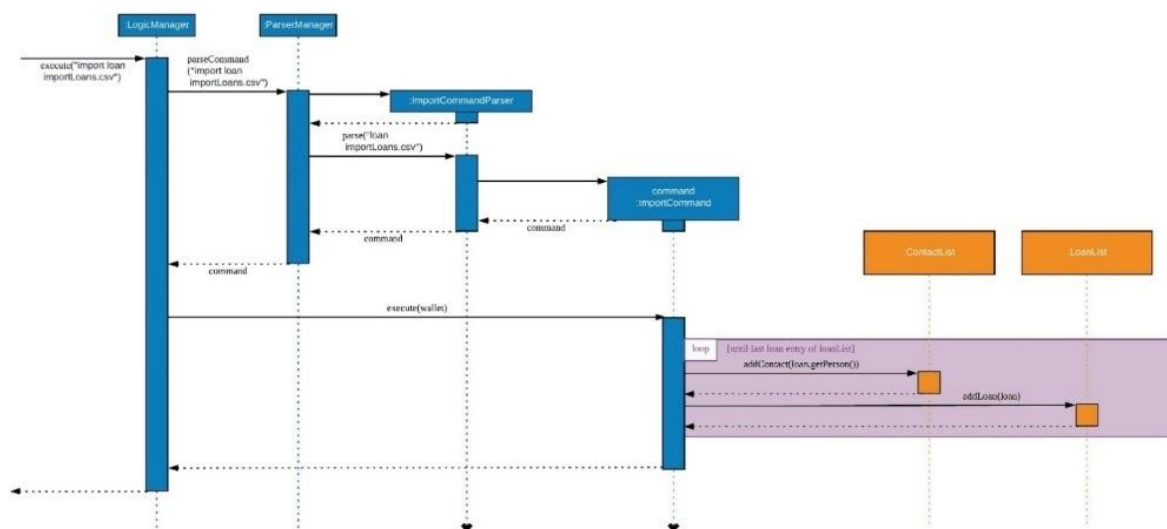 :LogicManager
:ParserManager
execute("import loan
importLoans.csv")
parseCommand
("import loan
importLoans.csv")
:ImportCommandParser
parse("loan
importLoans.csv")
command
:ImportCommand
command
command
command
:ContactList
:LoanList
execute(wallet)
loop
[until last loan entry of loanList]
addContact(loan.getPerson())
addLoan(loan)